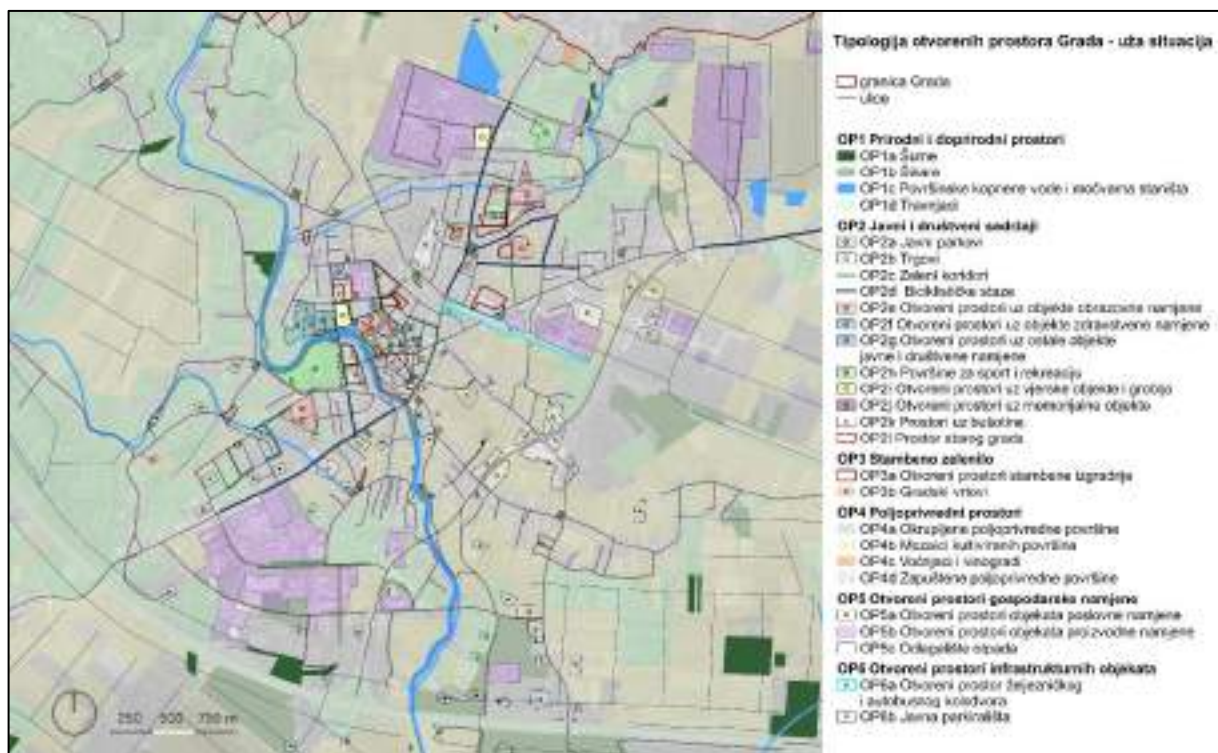 Tipologija otvorenih prostora Grada - uža situacija
granica Grada
ulice
OP1 Prirodni i doprirodni prostori
OP1a Šume
OP1b Šikare
OP1c Površinske kopnene vode i močvarna staništa
OP1d Travnjaci
OP2 Javni i društveni sadržaji
OP2a Javni parkovi
OP2b Trgovi
OP2c Zeleni koridori
OP2d Biciklističke staze
OP2e Otvoreni prostori uz objekte obrazovne namjene
OP2f Otvoreni prostori uz objekte zdravstvene namjene
OP2g Otvoreni prostori uz ostale objekte
javne i društvene namjene
OP2h Površine za sport i rekreaciju
OP2i Otvoreni prostori uz vjerske objekte i groblja
OP2j Otvoreni prostori uz memorijalne objekte
OP2k Prostori uz bušotine
OP2l Prostor starog grada
OP3 Stambeno zelenilo
OP3a Otvoreni prostori stambene izgradnje
OP3b Gradski vrtovi
OP4 Poljoprivredni prostori
OP4a Okrupljene poljoprivredne površine
OP4b Mozaici kultiviranih površina
OP4c Voćnjaci i vinogradi
OP4d Zapuštene poljoprivredne površine
OP5 Otvoreni prostori gospodarske namjene
OP5a Otvoreni prostori objekata poslovne namjene
OP5b Otvoreni prostori objekata proizvodne namjene
OP5c Odlagalište otpada
OP6 Otvoreni prostori infrastrukturnih objekata
OP6a Otvoreni prostor željezničkog
i autobusnog kolodvora
OP6b Javna parkirališta
250 500 750 m